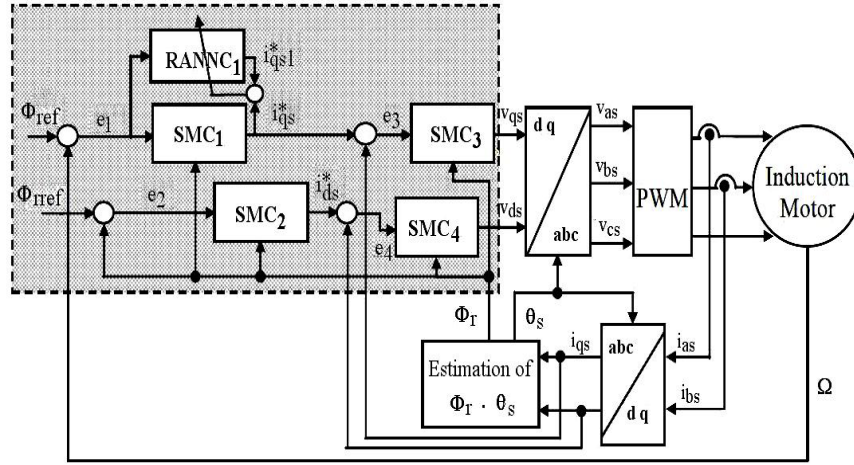 RANNC1
i*qs1
Φref
e1
SMC1
i*qs
e3
SMC3
vqs
d q
abc
vas
vbs
vcs
PWM
Induction
Motor
Φrref
e2
SMC2
i*ds
e4
SMC4
vds
Φr
θs
Estimation of
Φr . θs
iqs
abc
d q
ias
ibs
Ω